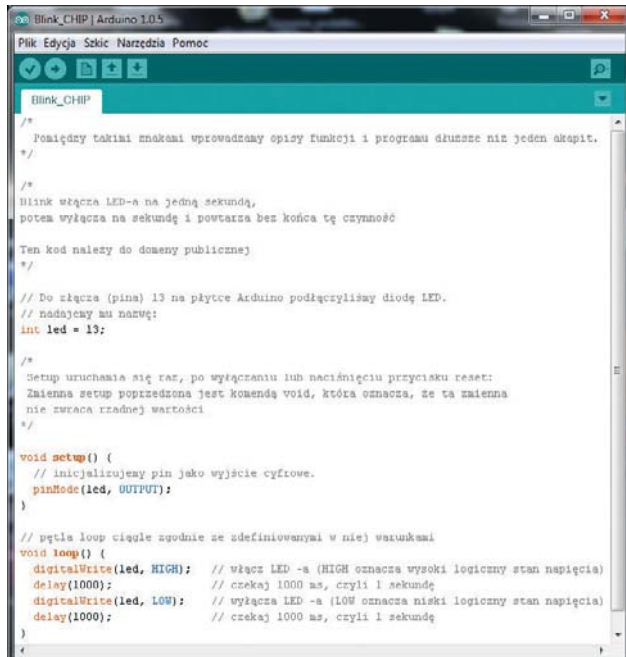 Blink_CHIP | Arduino 1.0.5
Plik Edycja Szkic Narzędzia Pomoc
Blink_CHIP
/*
Pomiędzy takimi znakami wprowadzamy opisy funkcji i programu dłuższe niż jeden akapit.
*/
/*
Blink włącza LED-a na jedną sekundą,
potem wyłącza na sekundę i powtarza bez końca tę czynność
Ten kod należy do domeny publicznej
*/
// Do złącza (pina) 13 na płytce Arduino podłączyliśmy diodę LED.
// nadajemy mu nazwę:
int led = 13;
/*
Setup uruchamia się raz, po wyłączaniu lub naciśnięciu przycisku reset:
Zmienna setup poprzedzona jest komendą void, która oznacza, że ta zmienna
nie zwraca rzadnej wartości
*/
void setup() {
// inicjalizujemy pin jako wyjście cyfrowe.
pinMode(led, OUTPUT);
}
// pętla loop ciągle zgodnie ze zdefiniowanymi w niej warunkami
void loop() {
digitalWrite(led, HIGH); // włącz LED -a (HIGH oznacza wysoki logiczny stan napięcia)
delay(1000); // czekaj 1000 ms, czyli 1 sekundę
digitalWrite(led, LOW); // wyłącza LED -a (LOW oznacza niski logiczny stan napięcia)
delay(1000); // czekaj 1000 ms, czyli 1 sekundę
}